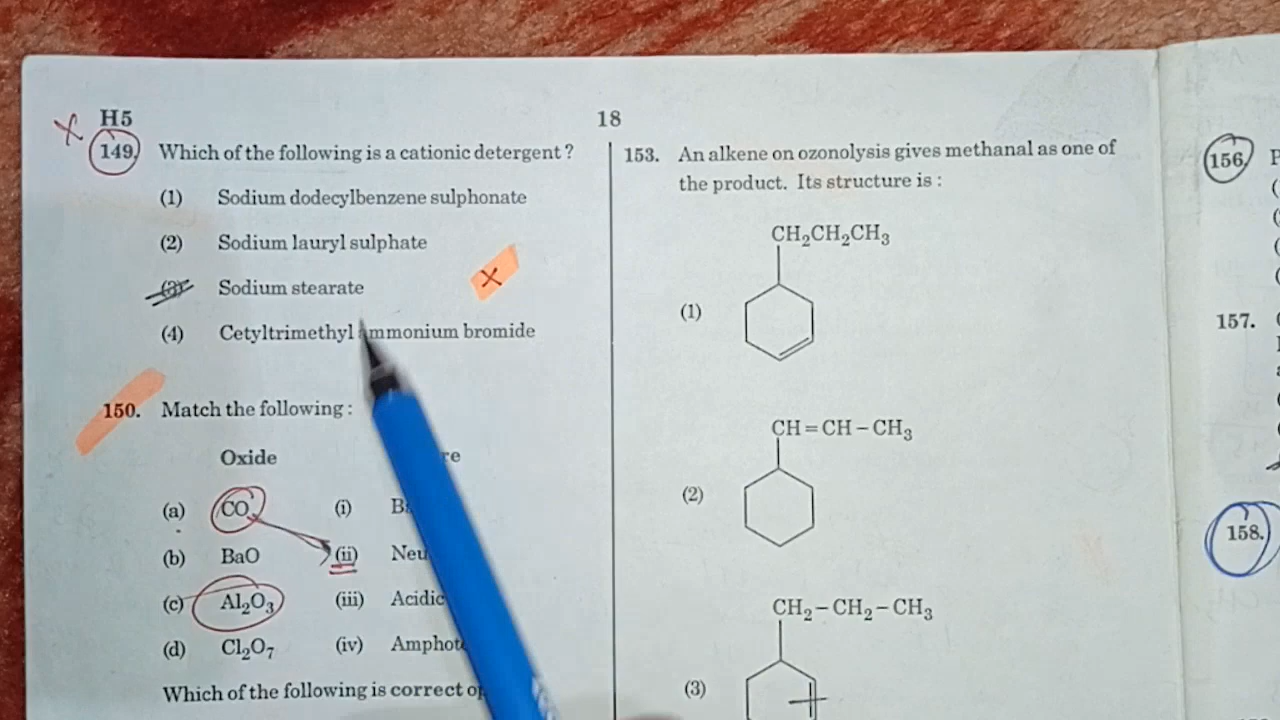 H5
18
149. Which of the following is a cationic detergent ?
(1) Sodium dodecylbenzene sulphonate
(2) Sodium lauryl sulphate
(3) Sodium stearate
(4) Cetyltrimethyl ammonium bromide
150. Match the following :
Oxide
(a) CO (i)
(b) BaO (ii)
(c) Al₂O₃ (iii) Acidic
(d) Cl₂O₇ (iv)
Which of the following is correct
153. An alkene on ozonolysis gives methanal as one of
the product. Its structure is :
CH₂CH₂CH₃
(1)
CH = CH – CH₃
(2)
CH₂ – CH₂ – CH₃
(3)
156.
157.
158.